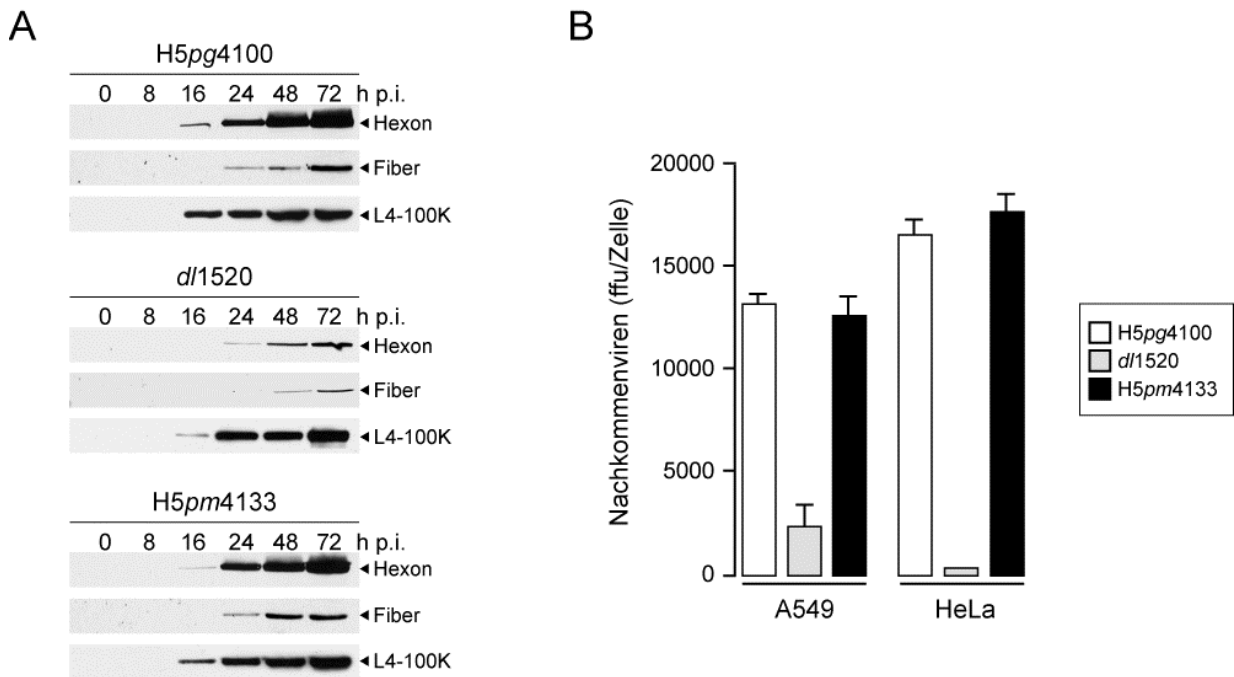 A
H5pg4100
0 8 16 24 48 72 h p.i.
Hexon
Fiber
L4-100K
dl1520
0 8 16 24 48 72 h p.i.
Hexon
Fiber
L4-100K
H5pm4133
0 8 16 24 48 72 h p.i.
Hexon
Fiber
L4-100K
B
Nachkommenviren (ffu/Zelle)
20000
15000
10000
5000
0
A549 HeLa
H5pg4100
dl1520
H5pm4133